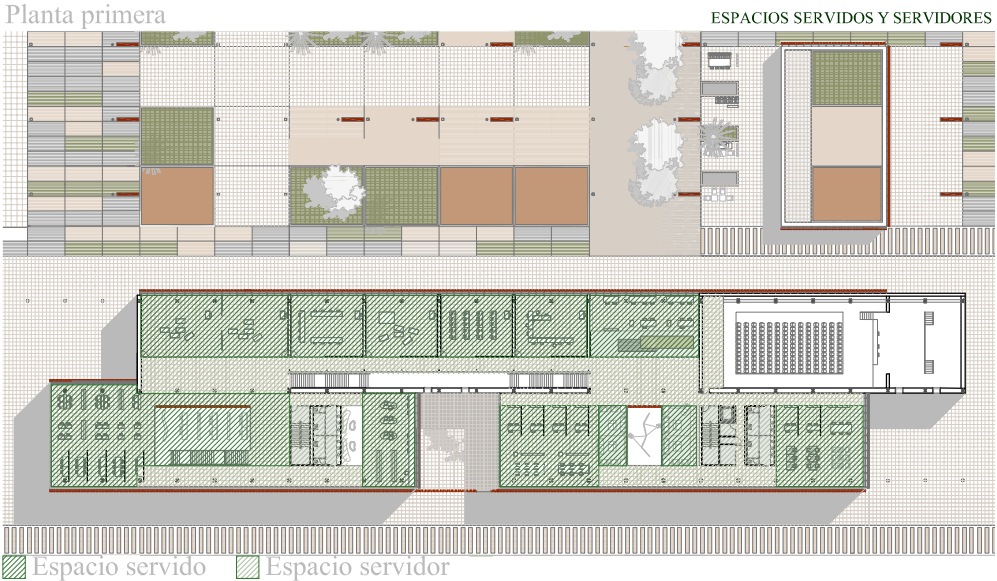 Planta primera
ESPACIOS SERVIDOS Y SERVIDORES
Espacio servido
Espacio servidor